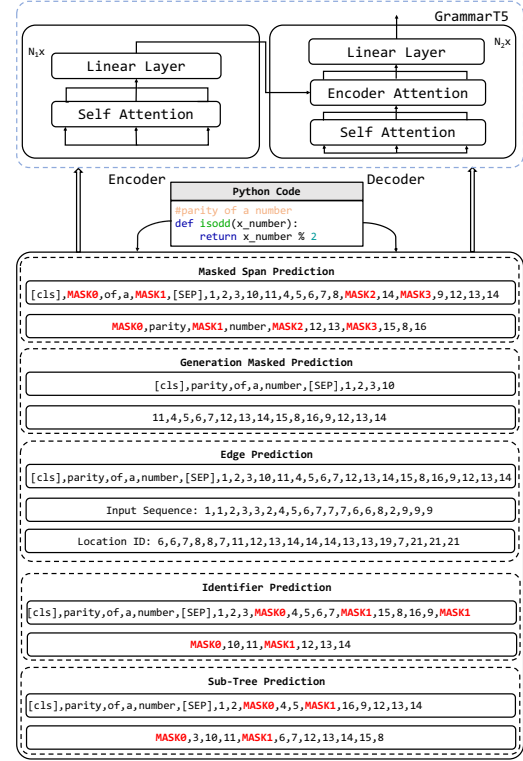 GrammarT5
N₁x
N₂x
Linear Layer
Linear Layer
Encoder Attention
Self Attention
Self Attention
Encoder
Decoder
Python Code
#parity of a number
def isodd(x_number):
return x_number % 2
Masked Span Prediction
[cls],MASK0,of,a,MASK1,[SEP],1,2,3,10,11,4,5,6,7,8,MASK2,14,MASK3,9,12,13,14
MASK0,parity,MASK1,number,MASK2,12,13,MASK3,15,8,16
Generation Masked Prediction
[cls],parity,of,a,number,[SEP],1,2,3,10
11,4,5,6,7,12,13,14,15,8,16,9,12,13,14
Edge Prediction
[cls],parity,of,a,number,[SEP],1,2,3,10,11,4,5,6,7,12,13,14,15,8,16,9,12,13,14
Input Sequence: 1,1,2,3,3,2,4,5,6,7,7,7,6,6,8,2,9,9,9
Location ID: 6,6,7,8,8,7,11,12,13,14,14,14,13,13,19,7,21,21,21
Identifier Prediction
[cls],parity,of,a,number,[SEP],1,2,3,MASK0,4,5,6,7,MASK1,15,8,16,9,MASK1
MASK0,10,11,MASK1,12,13,14
Sub-Tree Prediction
[cls],parity,of,a,number,[SEP],1,2,MASK0,4,5,MASK1,16,9,12,13,14
MASK0,3,10,11,MASK1,6,7,12,13,14,15,8